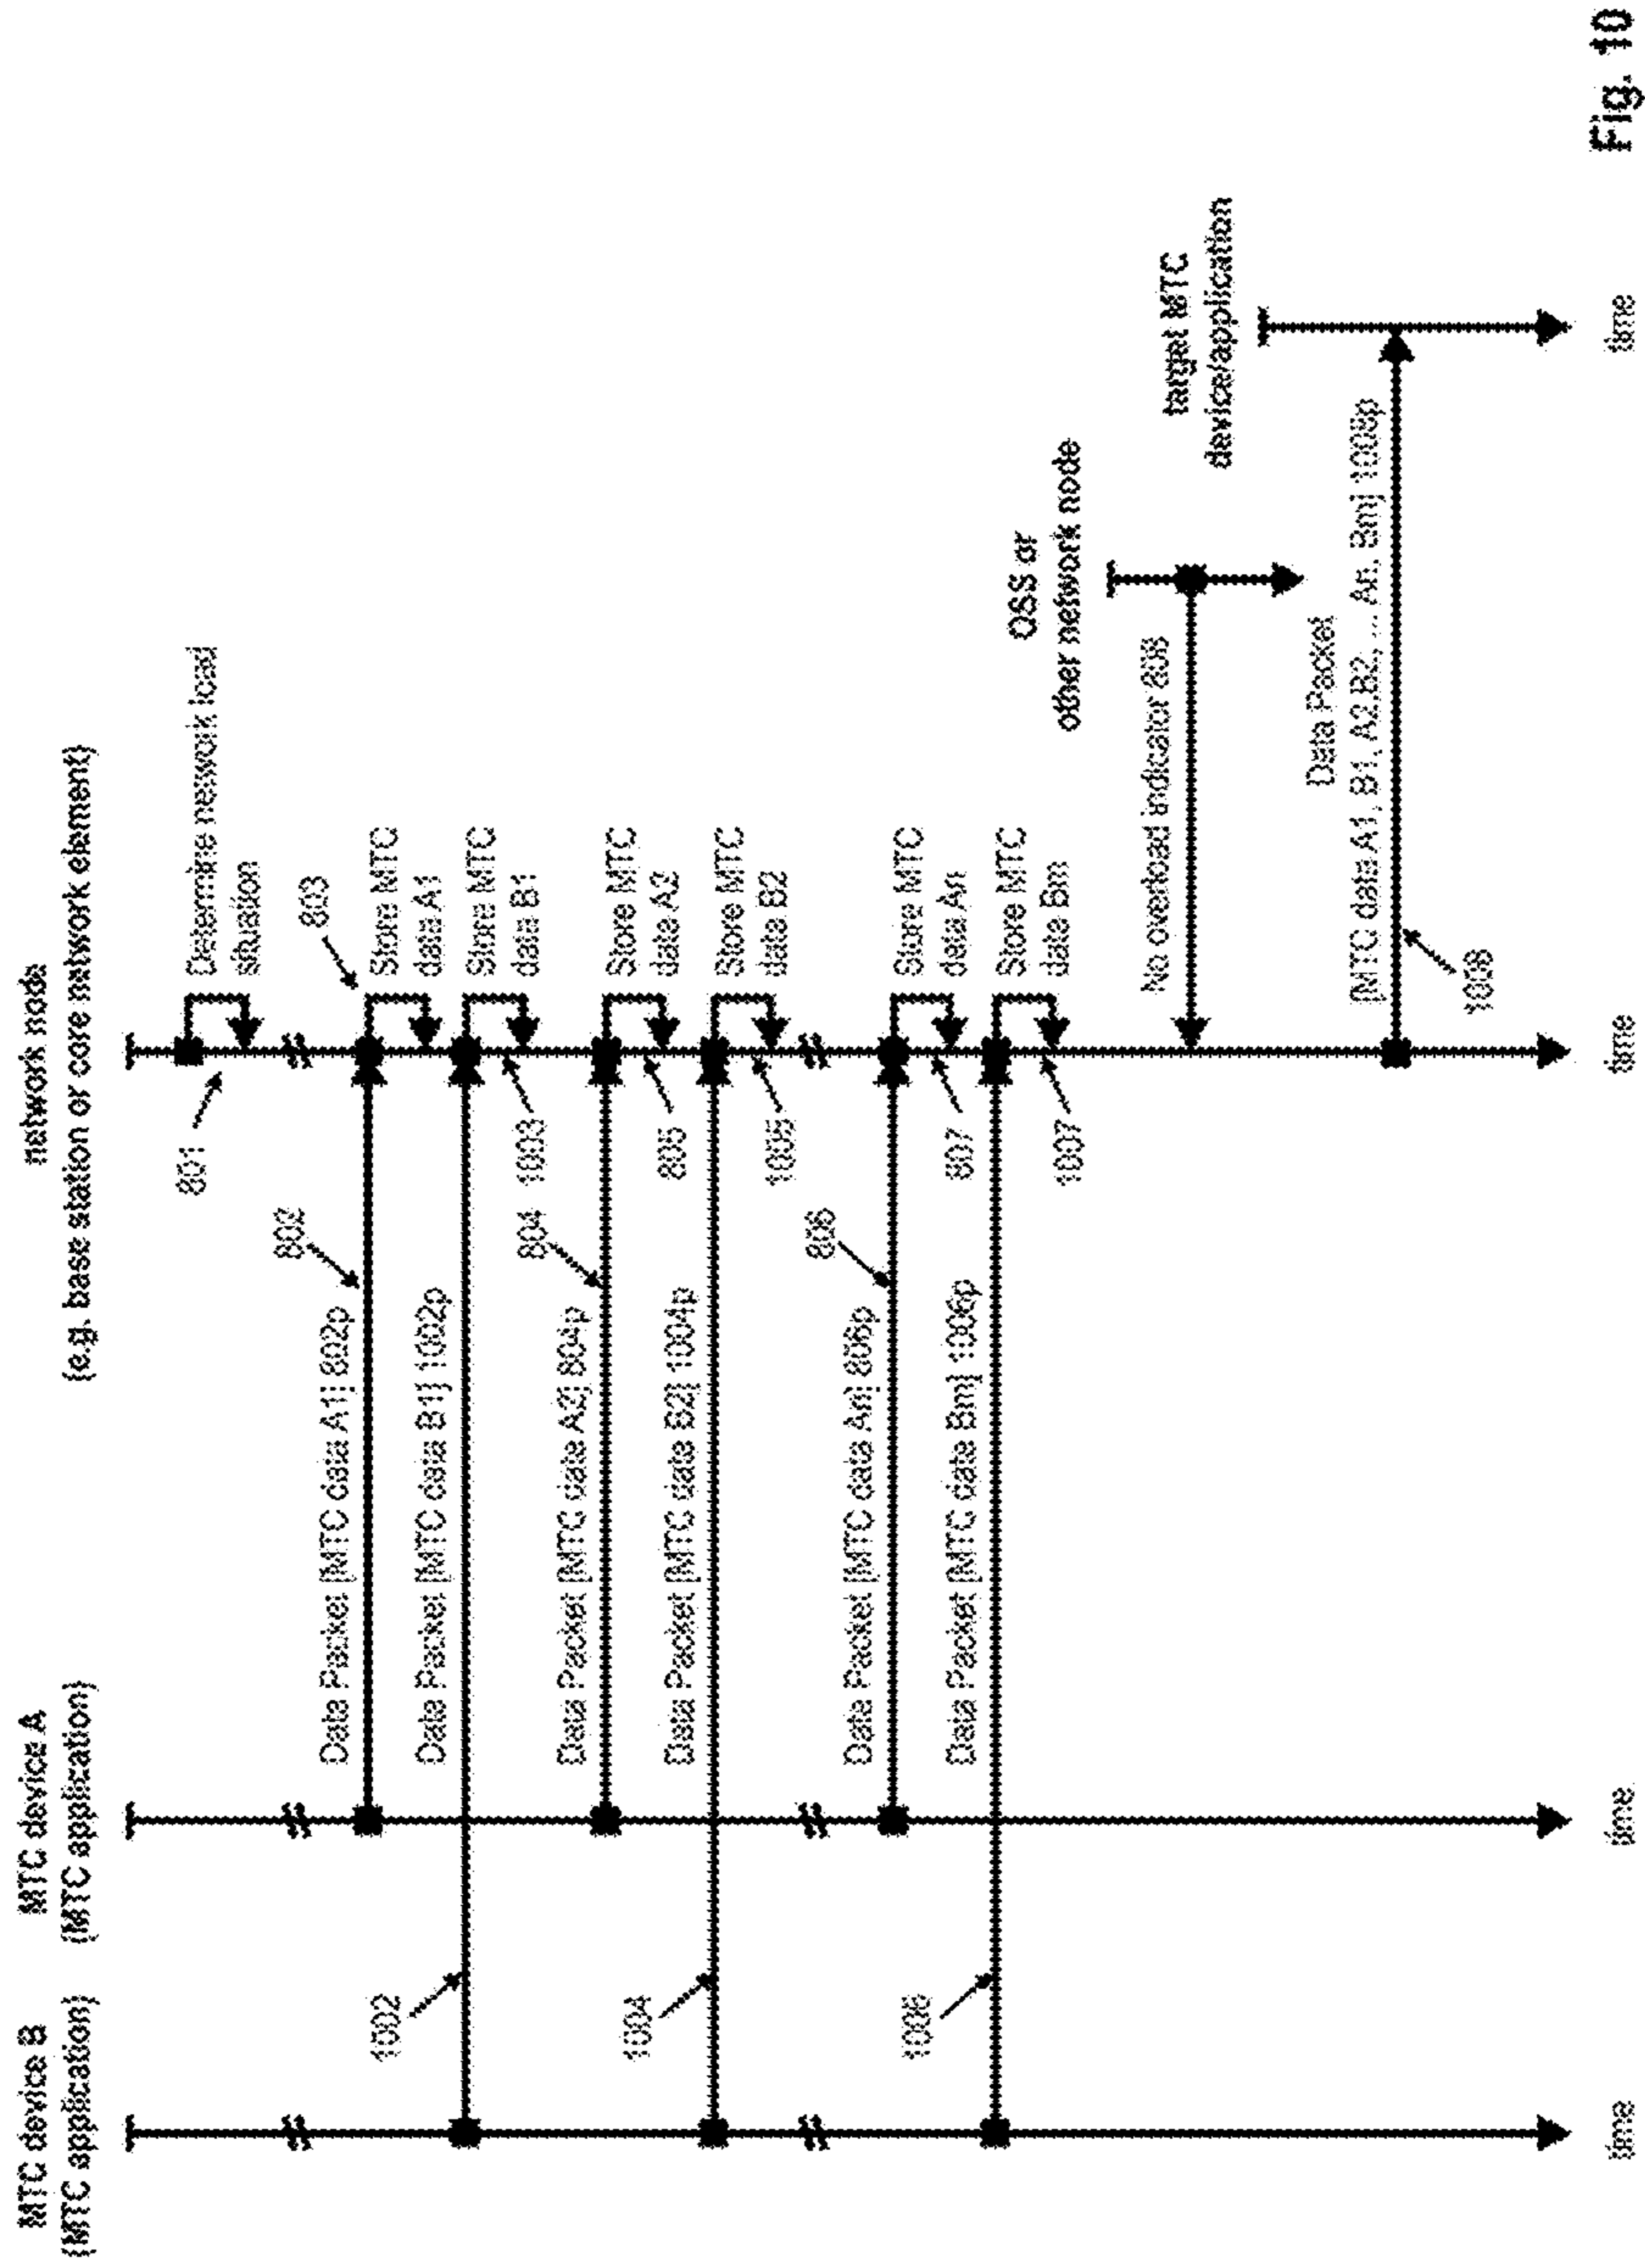 MTC device B
(MTC application)
MTC device A
(MTC application)
network node
(e.g. base station or core network element)
801
Determine network load
situation
Data Packet [MTC data A1] 802p
802
803
Store MTC
data A1
1002
Data Packet [MTC data B1] 1002p
1003
Store MTC
data B1
Data Packet [MTC data A2] 804p
804
805
Store MTC
data A2
1004
Data Packet [MTC data B2] 1004p
1005
Store MTC
data B2
Data Packet [MTC data An] 806p
806
807
Store MTC
data An
1006
Data Packet [MTC data Bm] 1006p
1007
Store MTC
data Bm
OSS or
other network node
No overload indicator 808
target MTC
device/application
Data Packet
[MTC data A1, B1, A2,B2, ... An, Bm] 1008p
1008
time
time
time
time
Fig. 10